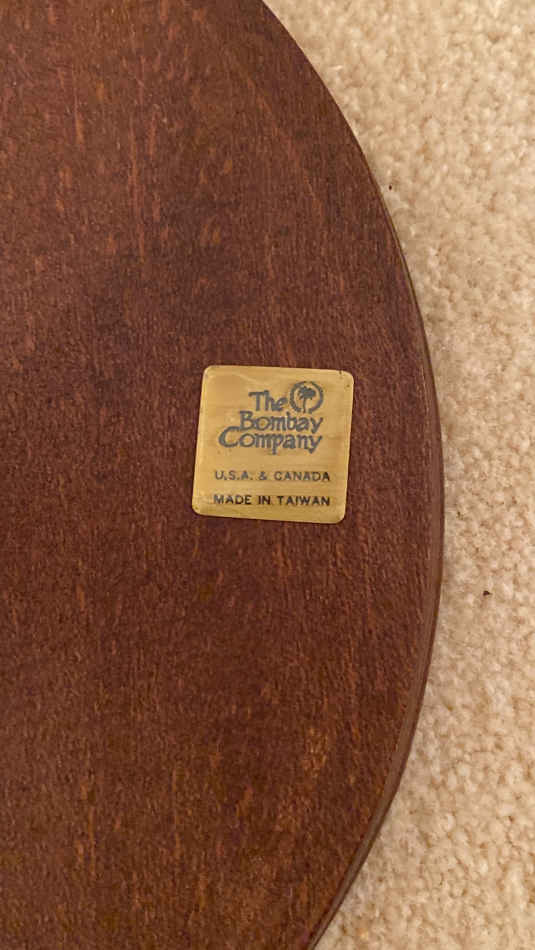 The
Bombay
Company
U.S.A. & CANADA
MADE IN TAIWAN